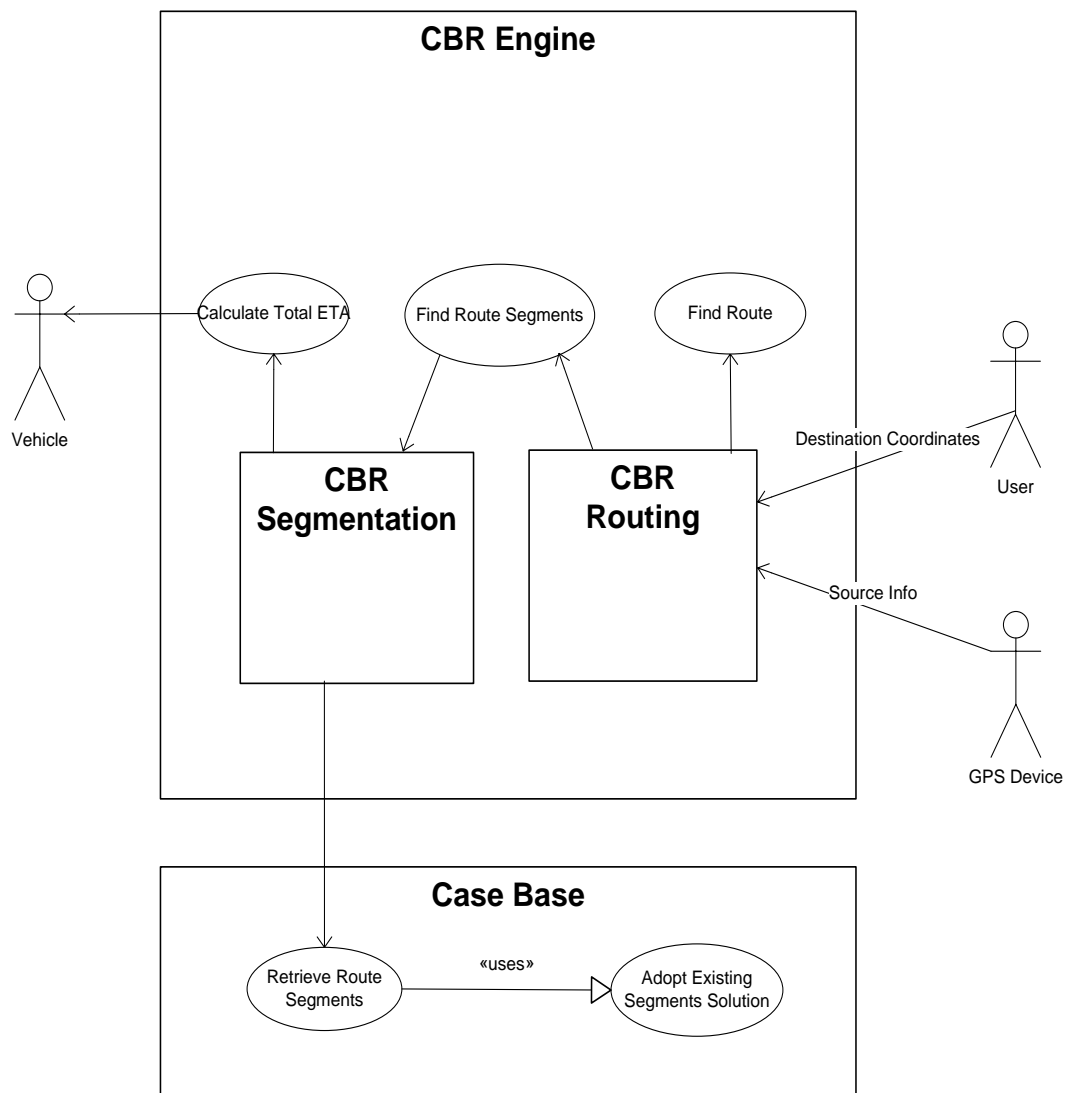 CBR Engine
Calculate Total ETA
Find Route Segments
Find Route
Vehicle
Destination Coordinates
User
CBR
Segmentation
CBR
Routing
Source Info
GPS Device
Case Base
Retrieve Route
Segments
«uses»
Adopt Existing
Segments Solution